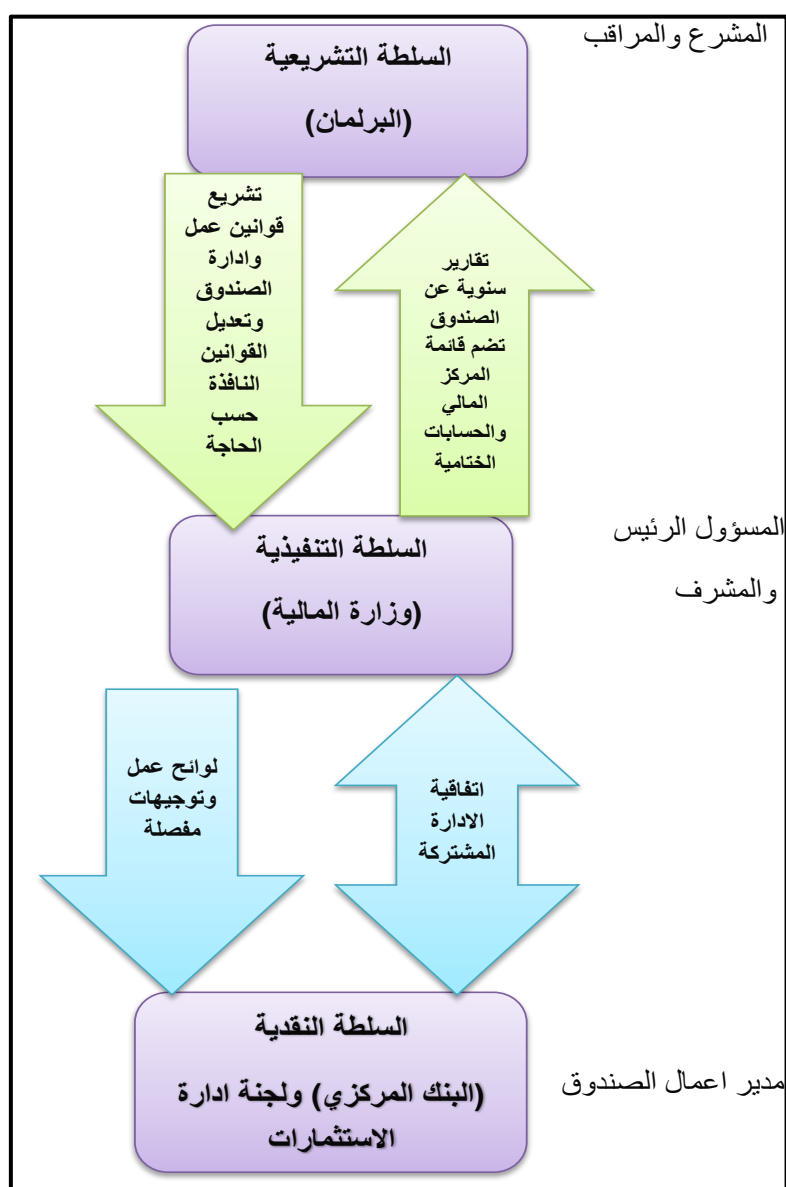 المشرع والمراقب
السلطة التشريعية
(البرلمان)
تشريع
قوانين عمل
وادارة
الصندوق
وتعديل
القوانين
النافذة
حسب
الحاجة
تقارير
سنوية عن
الصندوق
تضم قائمة
المركز
المالي
والحسابات
الختامية
المسؤول الرئيس
والمشرف
السلطة التنفيذية
(وزارة المالية)
اتفاقية
الادارة
المشتركة
لوائح عمل
وتوجيهات
مفصلة
مدير اعمال الصندوق
السلطة النقدية
(البنك المركزي) ولجنة ادارة
الاستثمارات